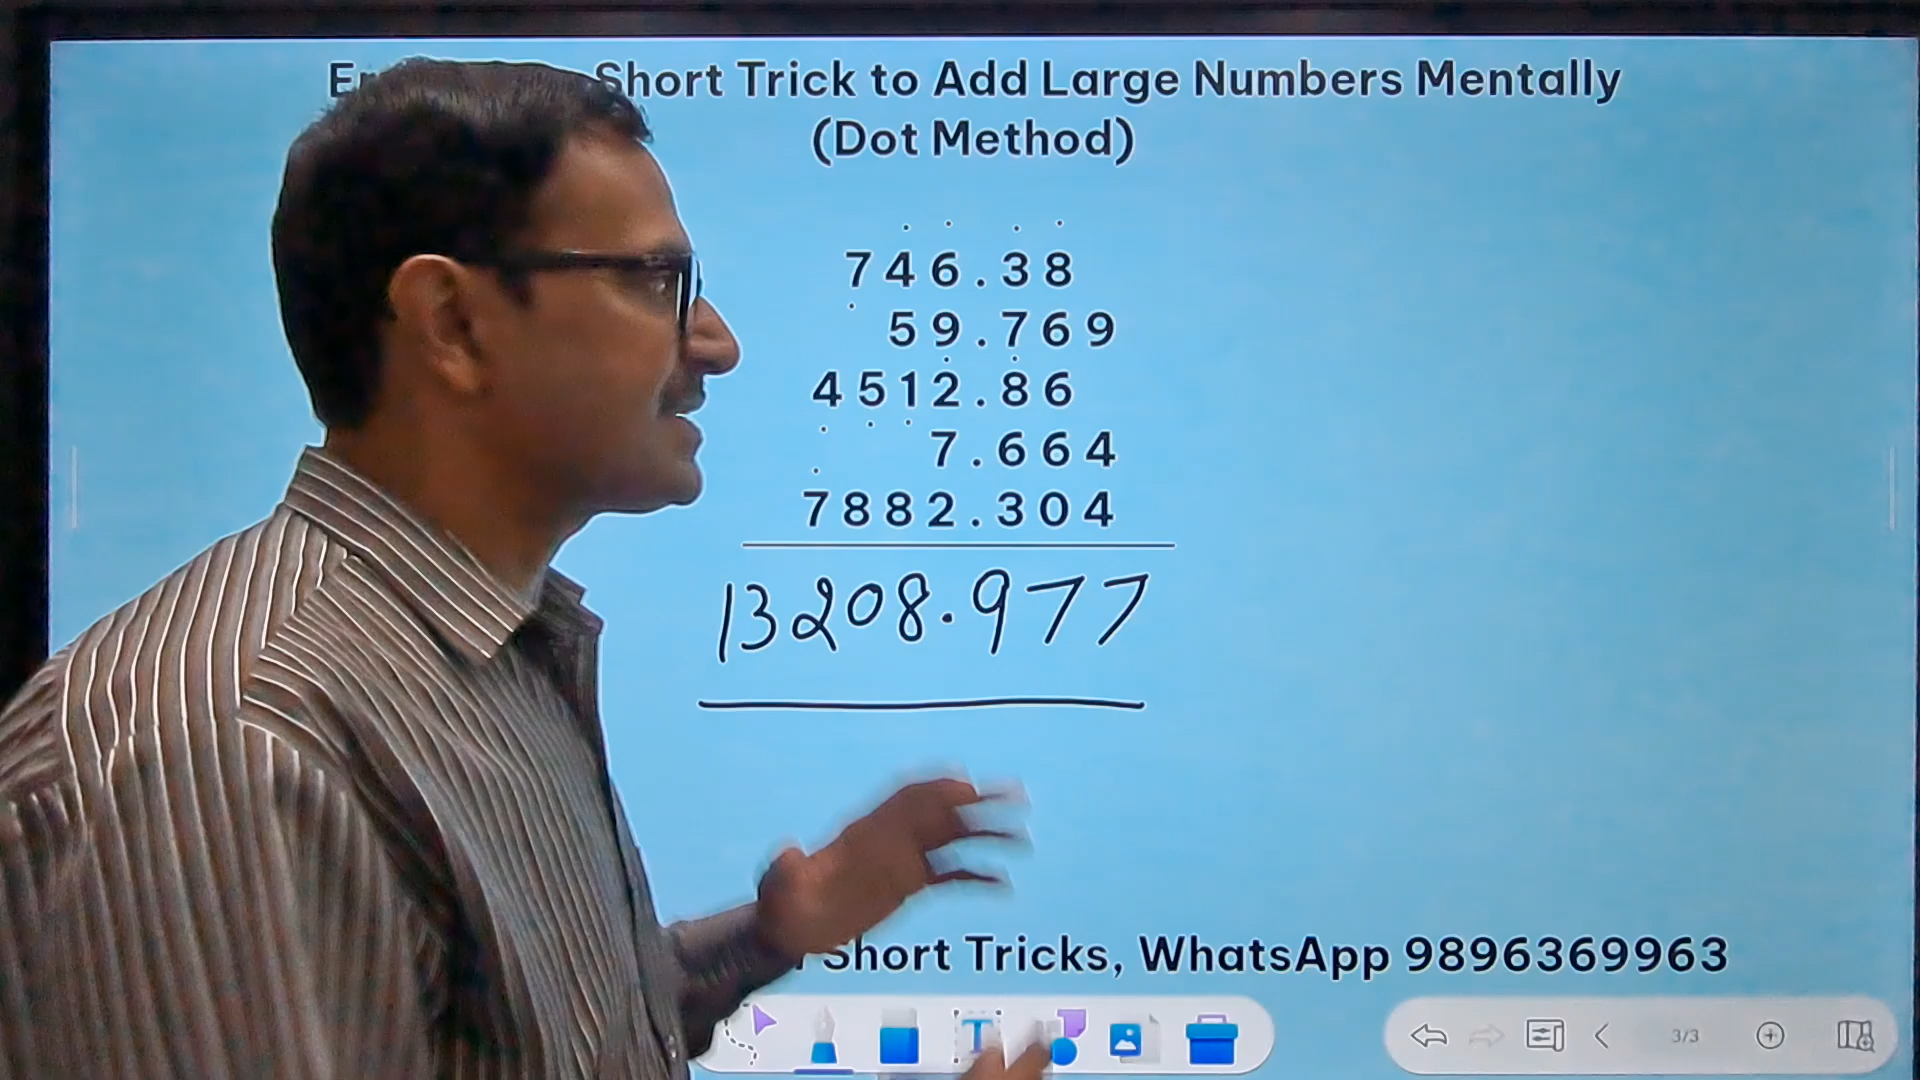 Short Trick to Add Large Numbers Mentally
(Dot Method)
746.38
59.769
4512.86
7.664
7882.304
13208.977
Short Tricks, WhatsApp 9896369963
3/3